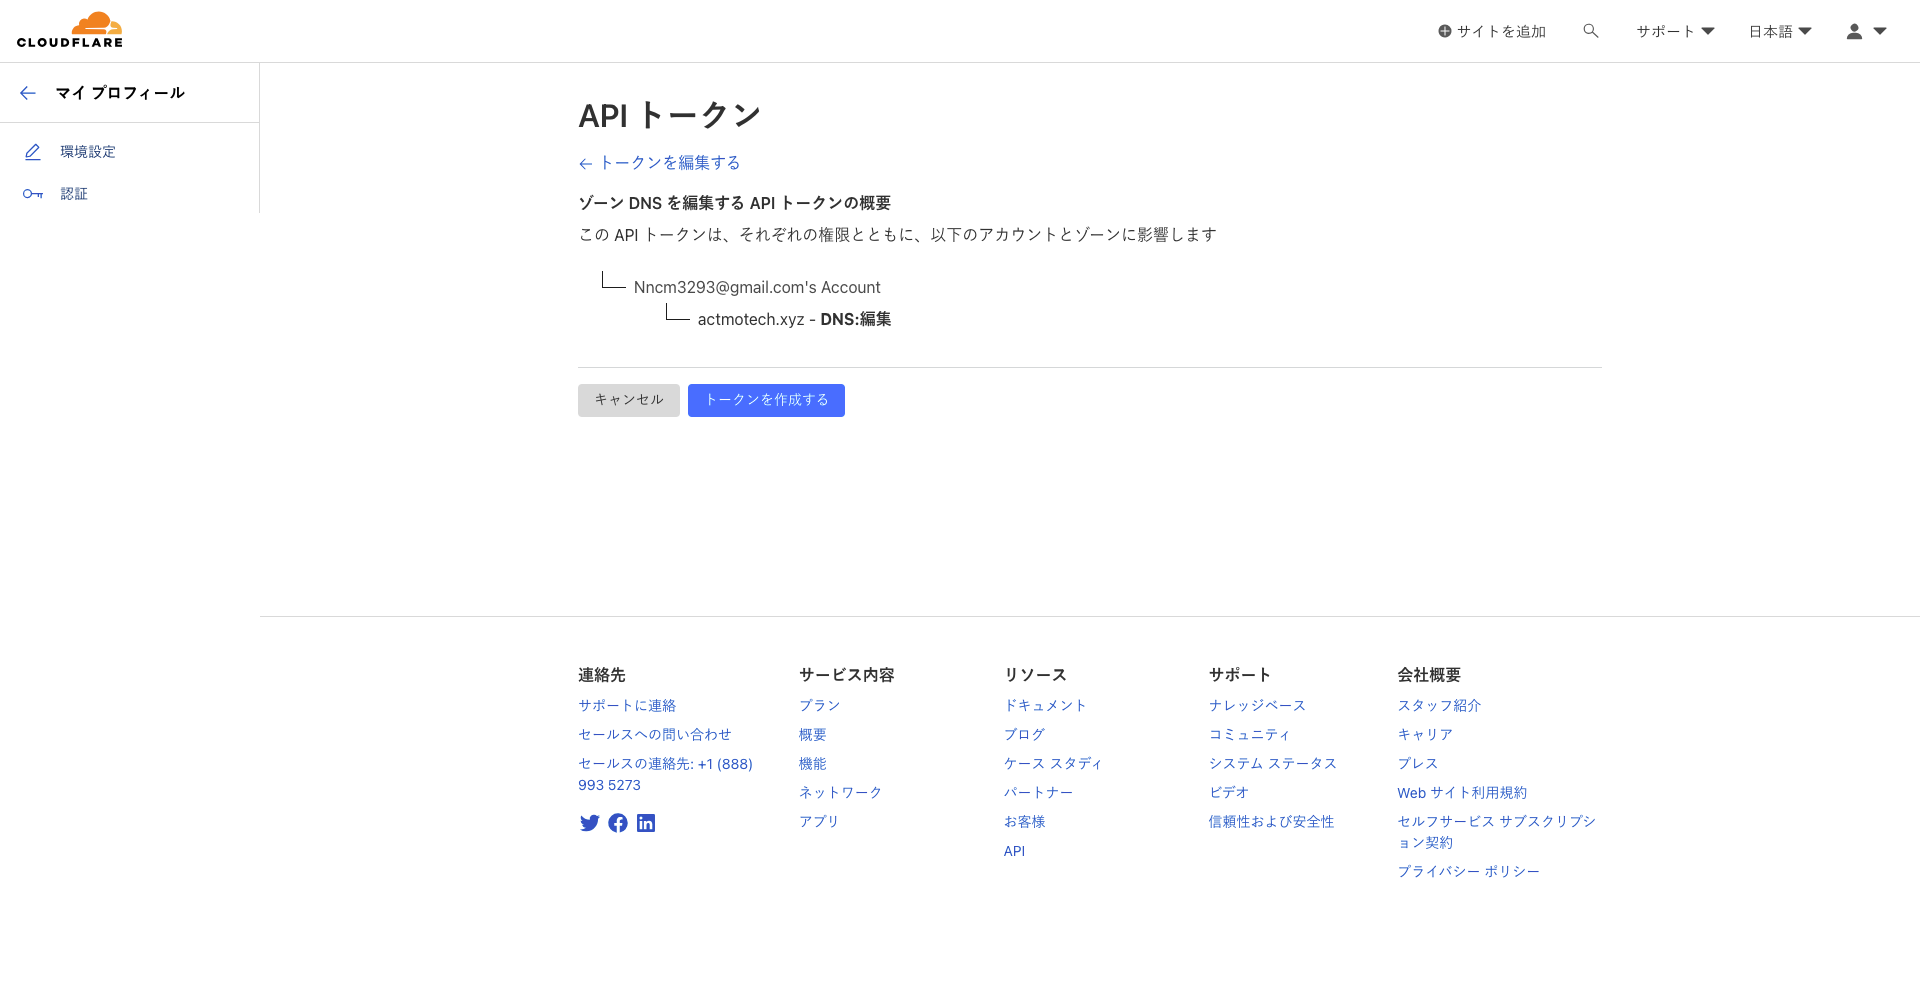 CLOUDFLARE
サイトを追加
サポート
日本語
マイ プロフィール
環境設定
認証
API トークン
← トークンを編集する
ゾーン DNS を編集する API トークンの概要
この API トークンは、それぞれの権限とともに、以下のアカウントとゾーンに影響します
Nncm3293@gmail.com's Account
actmotech.xyz - DNS:編集
キャンセル
トークンを作成する
連絡先
サポートに連絡
セールスへの問い合わせ
セールスの連絡先: +1 (888)
993 5273
サービス内容
プラン
概要
機能
ネットワーク
アプリ
リソース
ドキュメント
ブログ
ケース スタディ
パートナー
お客様
API
サポート
ナレッジベース
コミュニティ
システム ステータス
ビデオ
信頼性および安全性
会社概要
スタッフ紹介
キャリア
プレス
Web サイト利用規約
セルフサービス サブスクリプシ
ョン契約
プライバシー ポリシー